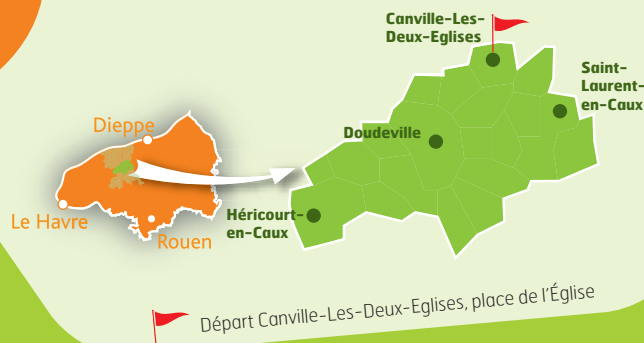 Canville-Les-
Deux-Eglises
Saint-
Laurent-
en-Caux
Dieppe
Doudeville
Le Havre
Héricourt-
en-Caux
Rouen
Départ Canville-Les-Deux-Eglises, place de l'Église